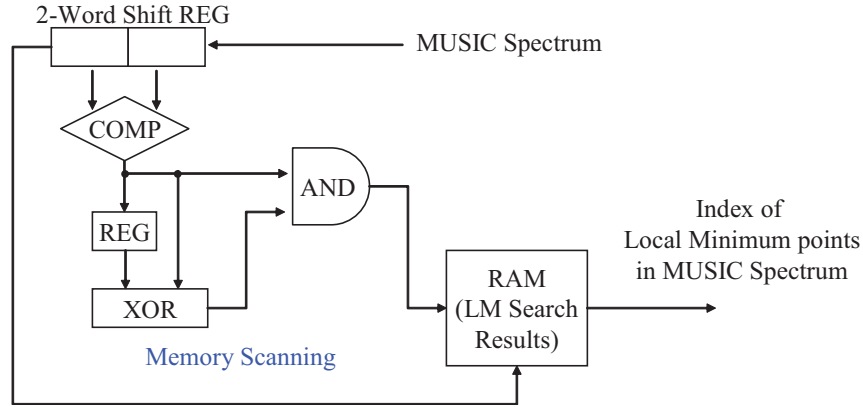 2-Word Shift REG
MUSIC Spectrum
COMP
AND
REG
XOR
Memory Scanning
RAM
(LM Search
Results)
Index of
Local Minimum points
in MUSIC Spectrum